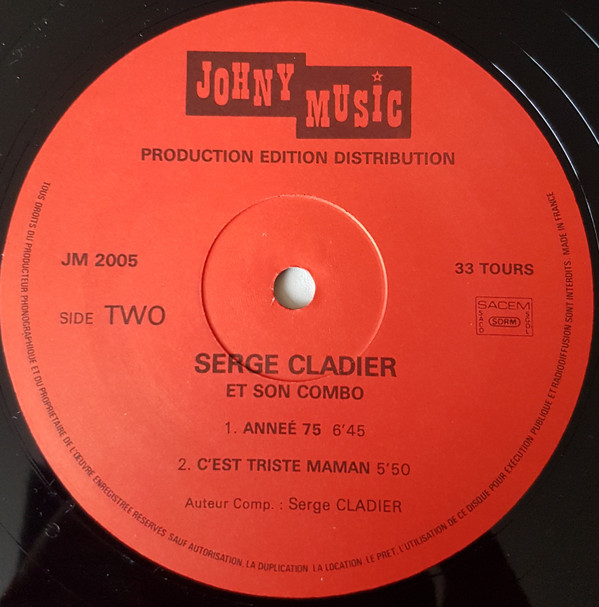 JOHNY
MUSIC
PRODUCTION EDITION DISTRIBUTION
JM 2005
33 TOURS
SIDE TWO
SACEM
SACD
SDRM
SGDL
SERGE CLADIER
ET SON COMBO
1. ANNEÉ 75 6'45
2. C'EST TRISTE MAMAN 5'50
Auteur Comp. : Serge CLADIER
TOUS DROITS DU PRODUCTEUR PHONOGRAPHIQUE ET DU PROPRIETAIRE DE L'ŒUVRE ENREGISTREE RESERVES SAUF AUTORISATION, LA DUPLICATION, LA LOCATION, LE PRET, L'UTILISATION DE CE DISQUE POUR EXECUTION PUBLIQUE ET RADIODIFFUSION SONT INTERDITS. MADE IN FRANCE